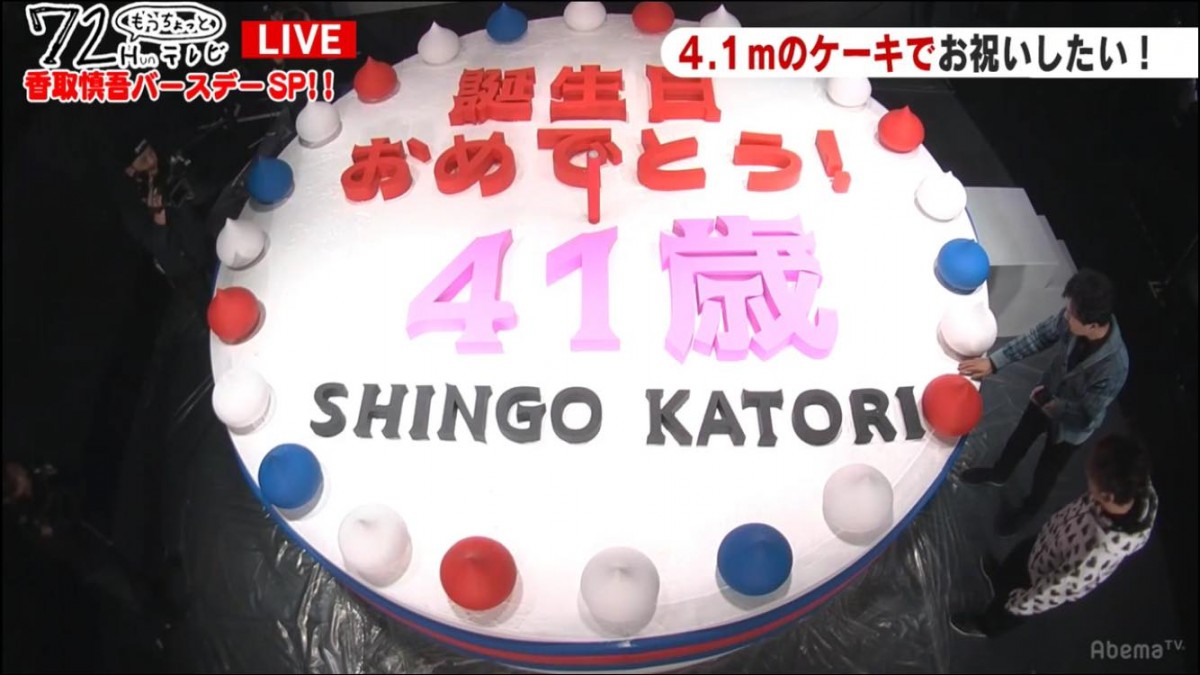 72
もうちょっと
Hunテレビ
LIVE
香取慎吾バースデーSP!!
4.1mのケーキでお祝いしたい！
誕生日
おめでとう!
41歳
SHINGO KATORI
AbemaTV